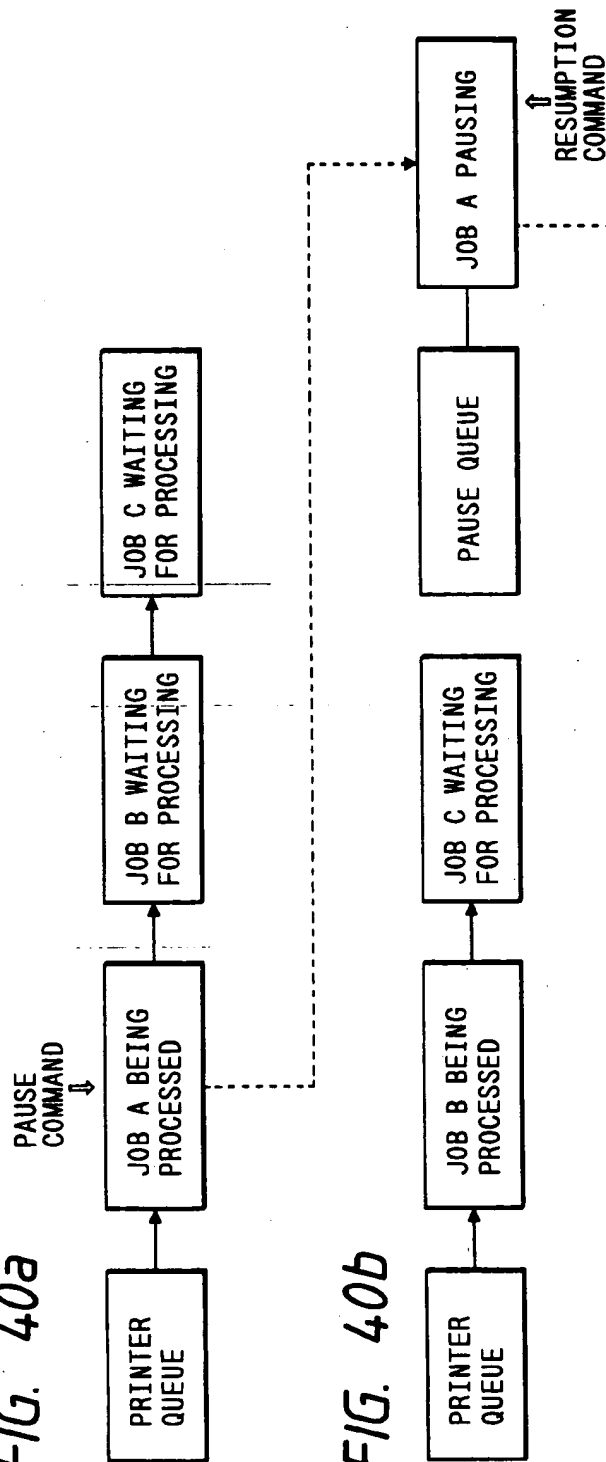 FIG. 40a
PAUSE
COMMAND
PRINTER
QUEUE
JOB A BEING
PROCESSED
JOB B WAITING
FOR PROCESSING
JOB C WAITING
FOR PROCESSING
FIG. 40b
PRINTER
QUEUE
JOB B BEING
PROCESSED
JOB C WAITING
FOR PROCESSING
PAUSE QUEUE
JOB A PAUSING
RESUMPTION
COMMAND